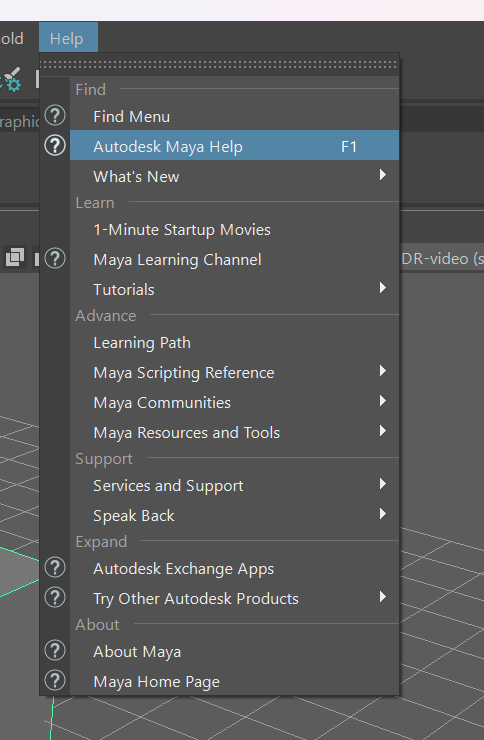 old Help
Find
Find Menu
raphic
Autodesk Maya Help F1
What's New
Learn
1-Minute Startup Movies
Maya Learning Channel
DR-video (s
Tutorials
Advance
Learning Path
Maya Scripting Reference
Maya Communities
Maya Resources and Tools
Support
Services and Support
Speak Back
Expand
Autodesk Exchange Apps
Try Other Autodesk Products
About
About Maya
Maya Home Page